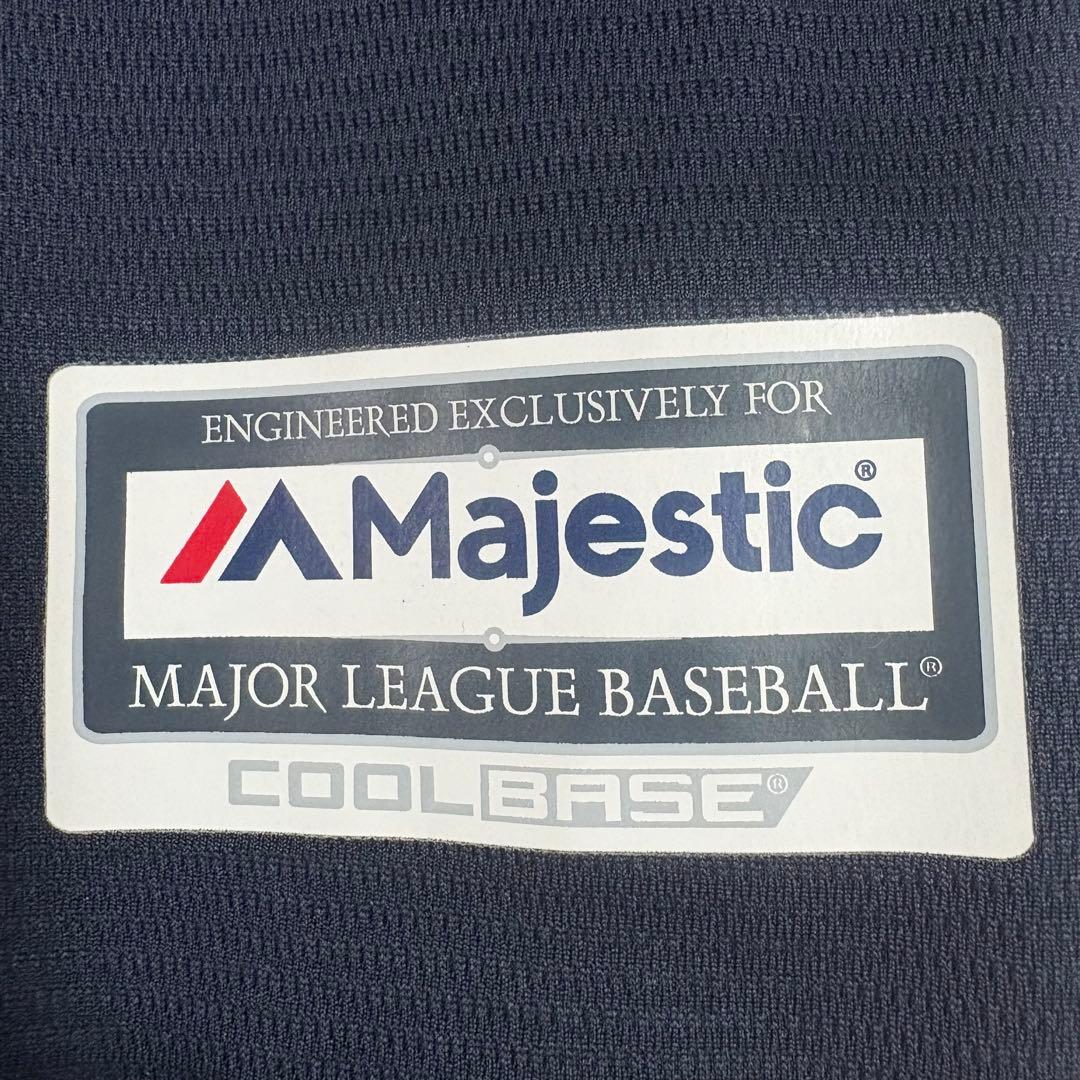 ENGINEERED EXCLUSIVELY FOR
Majestic®
MAJOR LEAGUE BASEBALL®
COOLBASE®